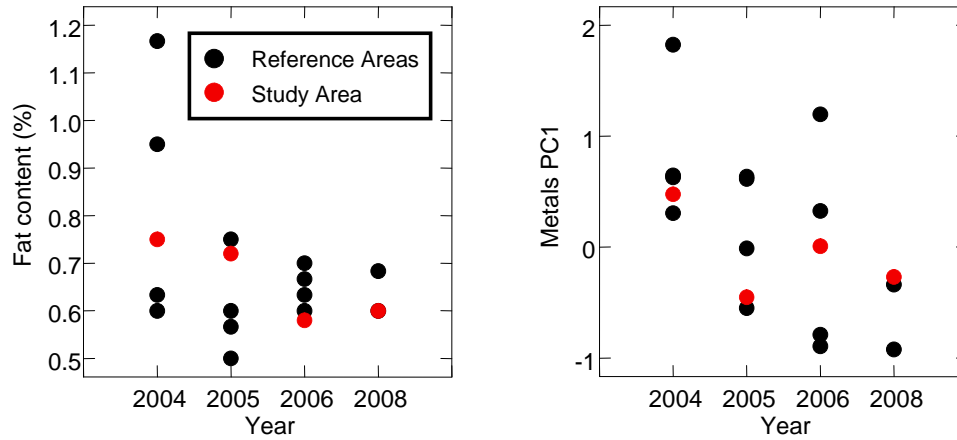 Fat content (%)
1.2
1.1
1.0
0.9
0.8
0.7
0.6
0.5
Reference Areas
Study Area
2004 2005 2006 2008
Year
Metals PC1
2
1
0
-1
2004 2005 2006 2008
Year